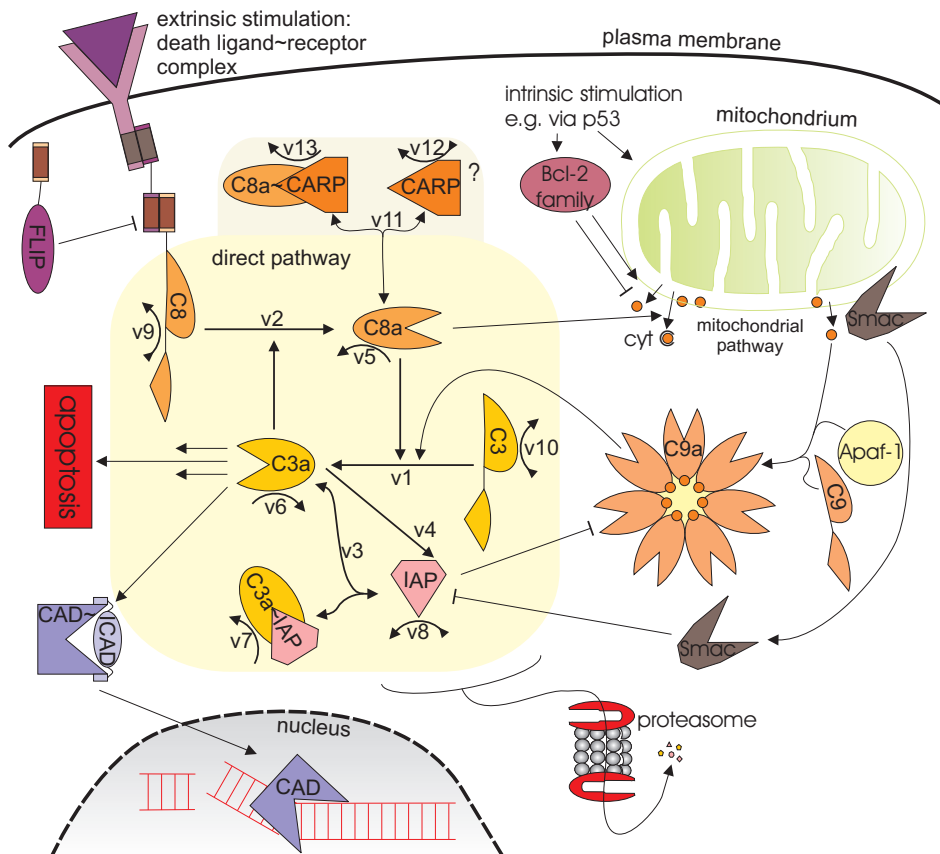 extrinsic stimulation:
death ligand~receptor
complex
plasma membrane
intrinsic stimulation
e.g. via p53
mitochondrium
Bcl-2
family
v13
v12
C8a~CARP
CARP
?
v11
FLIP
direct pathway
C8
v9
v2
C8a
v5
cyt
mitochondrial
pathway
Smac
apoptosis
C3a
v6
v1
C3
v10
C9a
Apaf-1
C9
v4
v3
IAP
v8
C3a~IAP
v7
CAD~ICAD
Smac
proteasome
nucleus
CAD